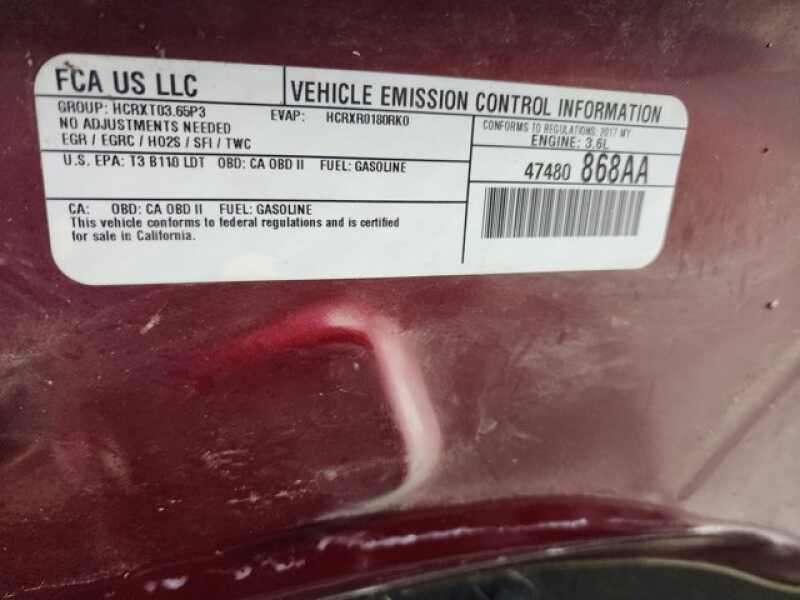 FCA US LLC
VEHICLE EMISSION CONTROL INFORMATION
GROUP: HCRXT03.65P3 EVAP: HCRXR0180RK0
NO ADJUSTMENTS NEEDED
EGR / EGRC / HO2S / SFI / TWC
CONFORMS TO REGULATIONS: 2017 MY
ENGINE: 3.6L
U.S. EPA: T3 B110 LDT OBD: CA OBD II FUEL: GASOLINE
47480 868AA
CA: OBD: CA OBD II FUEL: GASOLINE
This vehicle conforms to federal regulations and is certified
for sale in California.